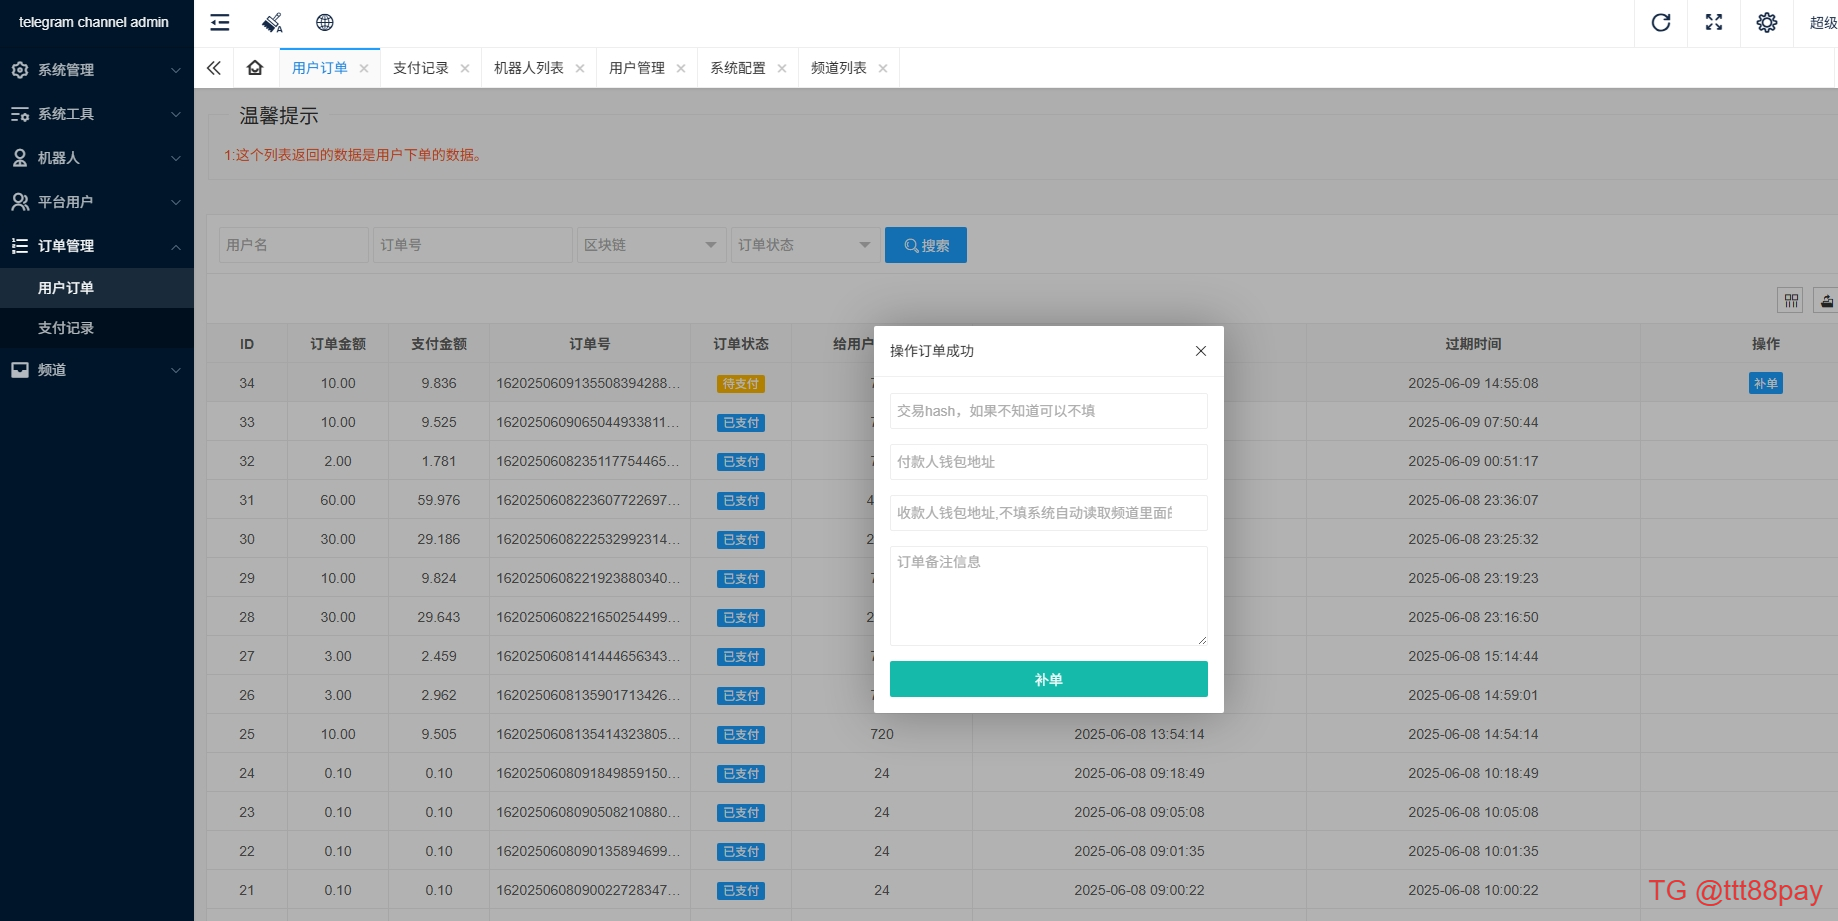 telegram channel admin
超级
用户订单
支付记录
机器人列表
用户管理
系统配置
频道列表
系统管理
系统工具
机器人
平台用户
订单管理
用户订单
支付记录
频道
温馨提示
1:这个列表返回的数据是用户下单的数据。
用户名 订单号 区块链 订单状态 搜索
ID 订单金额 支付金额 订单号 订单状态 给用户 过期时间 操作
34 10.00 9.836 1620250609135508394288... 待支付 2025-06-09 14:55:08 补单
33 10.00 9.525 1620250609065044933811... 已支付 2025-06-09 07:50:44
32 2.00 1.781 1620250608235117754465... 已支付 2025-06-09 00:51:17
31 60.00 59.976 1620250608223607722697... 已支付 4 2025-06-08 23:36:07
30 30.00 29.186 1620250608222532992314... 已支付 2 2025-06-08 23:25:32
29 10.00 9.824 1620250608221923880340... 已支付 2025-06-08 23:19:23
28 30.00 29.643 1620250608221650254499... 已支付 2 2025-06-08 23:16:50
27 3.00 2.459 1620250608141444656343... 已支付 2025-06-08 15:14:44
26 3.00 2.962 1620250608135901713426... 已支付 2025-06-08 14:59:01
25 10.00 9.505 1620250608135414323805... 已支付 720 2025-06-08 13:54:14 2025-06-08 14:54:14
24 0.10 0.10 1620250608091849859150... 已支付 24 2025-06-08 09:18:49 2025-06-08 10:18:49
23 0.10 0.10 1620250608090508210880... 已支付 24 2025-06-08 09:05:08 2025-06-08 10:05:08
22 0.10 0.10 1620250608090135894699... 已支付 24 2025-06-08 09:01:35 2025-06-08 10:01:35
21 0.10 0.10 1620250608090022728347... 已支付 24 2025-06-08 09:00:22 2025-06-08 10:00:22
操作订单成功
交易hash，如果不知道可以不填
付款人钱包地址
收款人钱包地址,不填系统自动读取频道里面
订单备注信息
补单
TG @ttt88pay